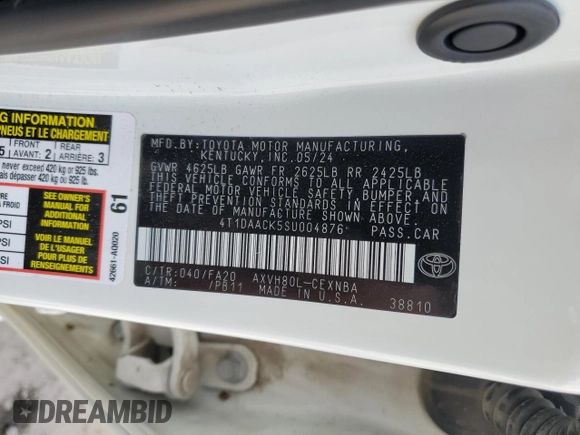 G INFORMATION
PNEUS ET LE CHARGEMENT
5 FRONT AVANT: 2 REAR ARRIÈRE: 3
never exceed 420 kg or 925 lbs.
jamais dépasser 420 kg ou 925 lb.
SEE OWNER'S MANUAL FOR ADDITIONAL INFORMATION
VOIR LE MANUEL DE L'USAGER POUR PLUS DE RENSEIGNEMENTS
PSI
PSI
PSI
61
42661-A0020
MFD.BY:TOYOTA MOTOR MANUFACTURING,
KENTUCKY, INC.05/24
GVWR 4625LB GAWR FR 2625LB RR 2425LB
THIS VEHICLE CONFORMS TO ALL APPLICABLE
FEDERAL MOTOR VEHICLE SAFETY, BUMPER, AND
THEFT PREVENTION STANDARDS IN EFFECT ON
THE DATE OF MANUFACTURE SHOWN ABOVE.
4T1DAACK5SU004876 PASS.CAR
C/TR:040/FA20 AXVH80L-CEXNBA
A/TM: /PB11 MADE IN U.S.A. 38810
TOYOTA
DREAMBID